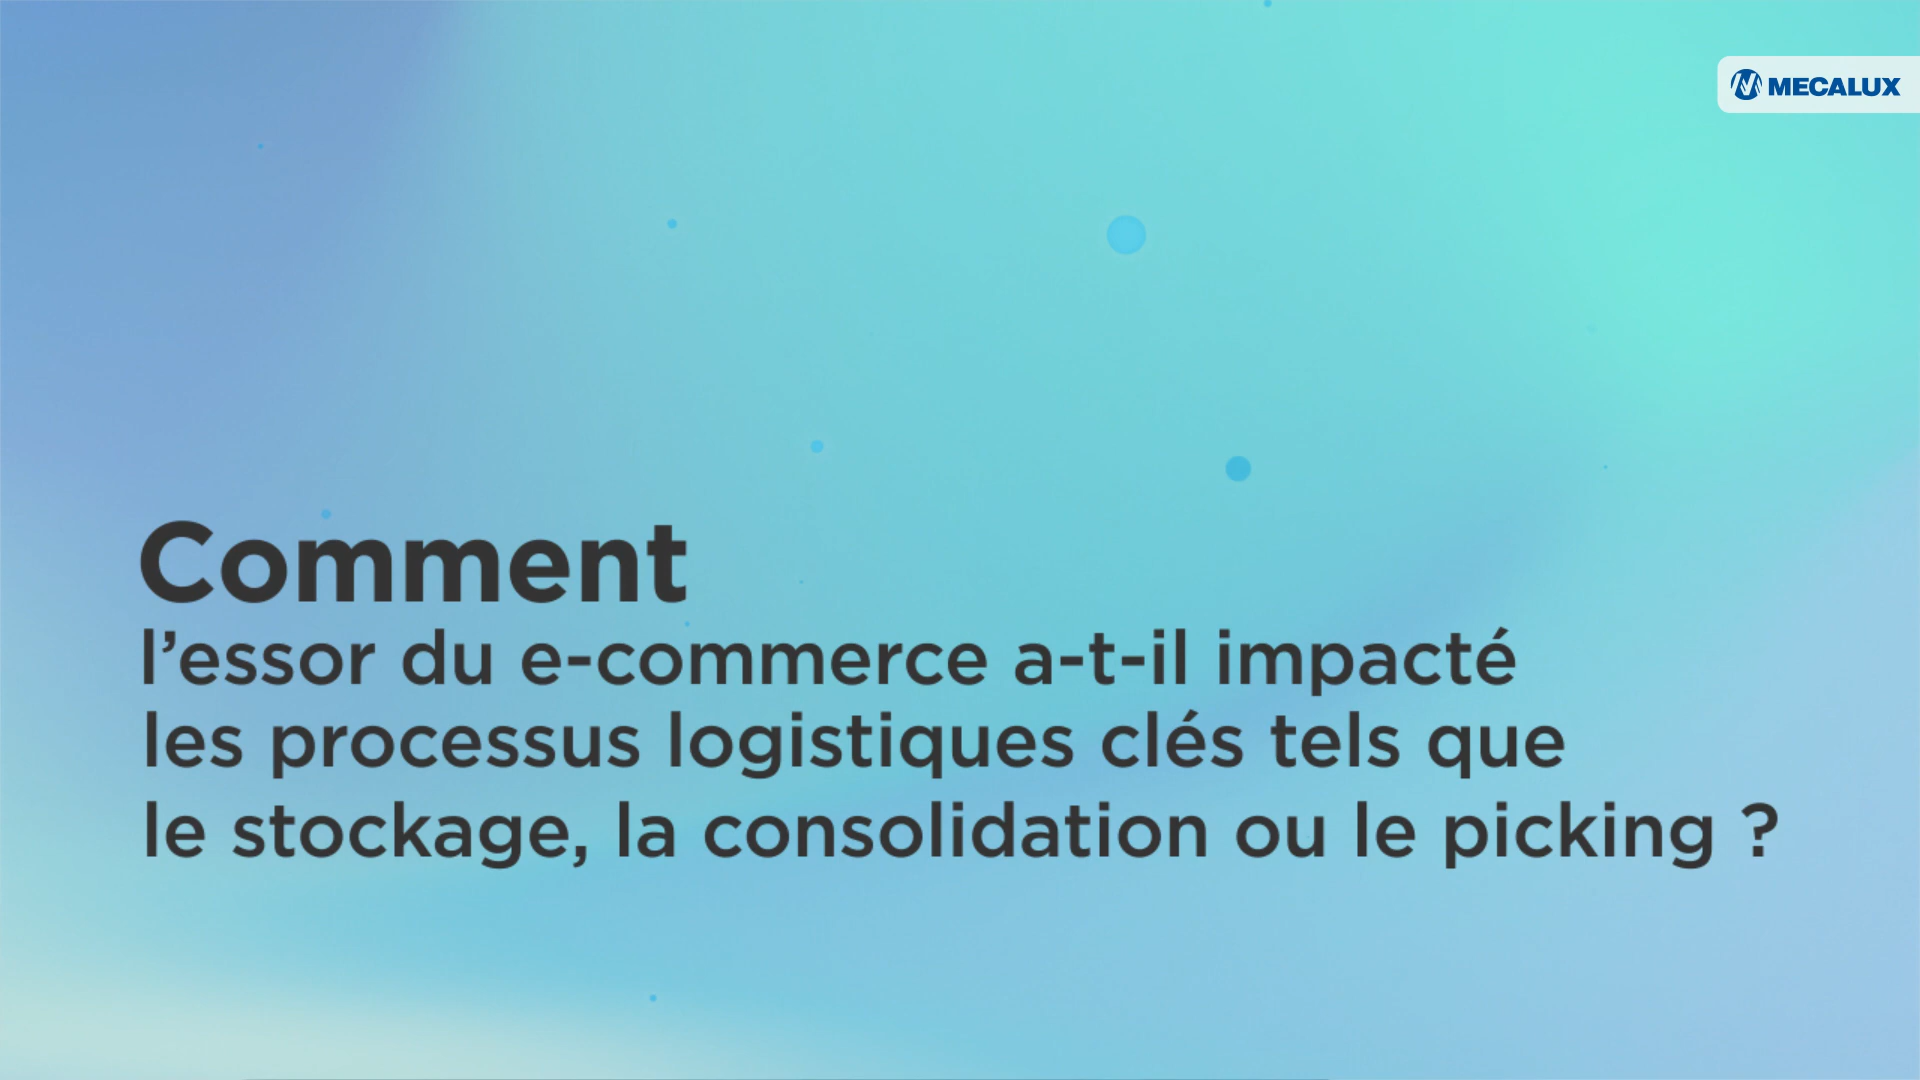 MECALUX
Comment
l’essor du e-commerce a-t-il impacté
les processus logistiques clés tels que
le stockage, la consolidation ou le picking ?